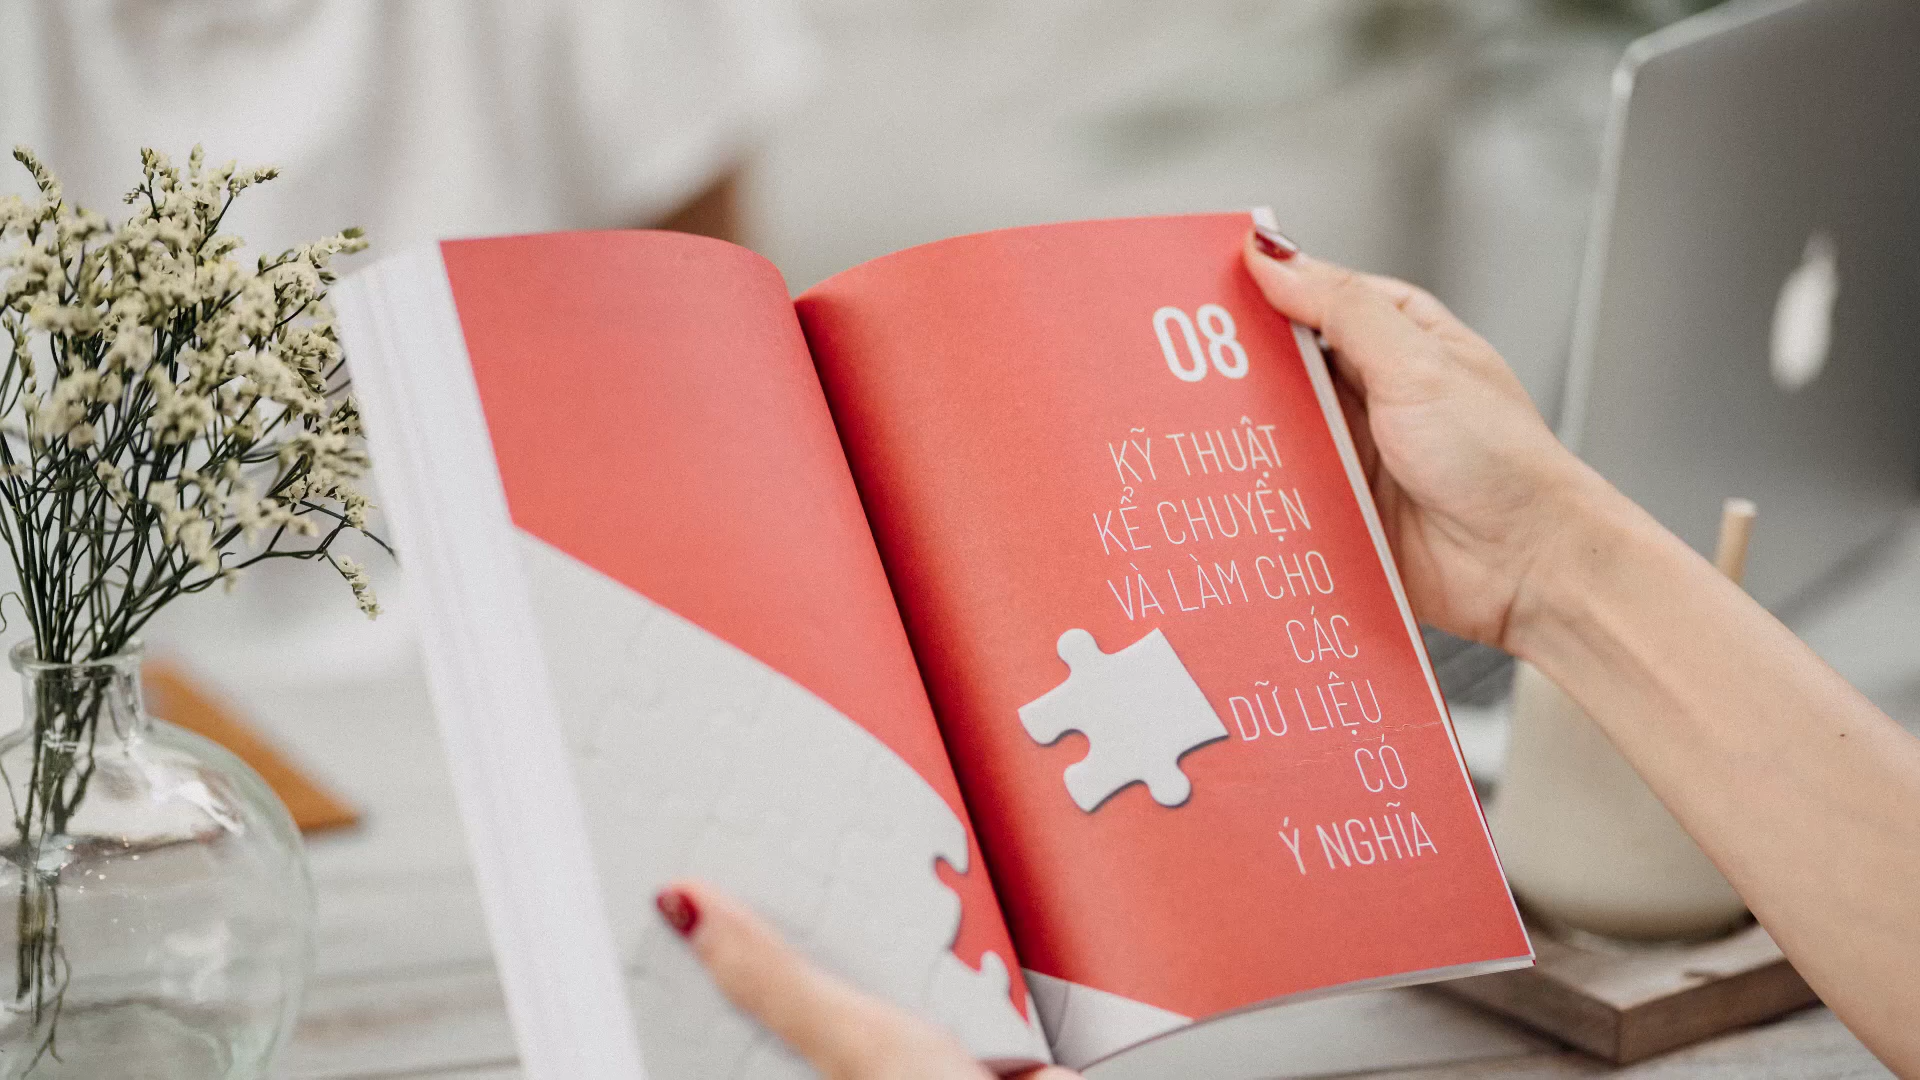 08
KỸ THUẬT
KỂ CHUYỆN
VÀ LÀM CHO
CÁC
DỮ LIỆU
CÓ
Ý NGHĨA